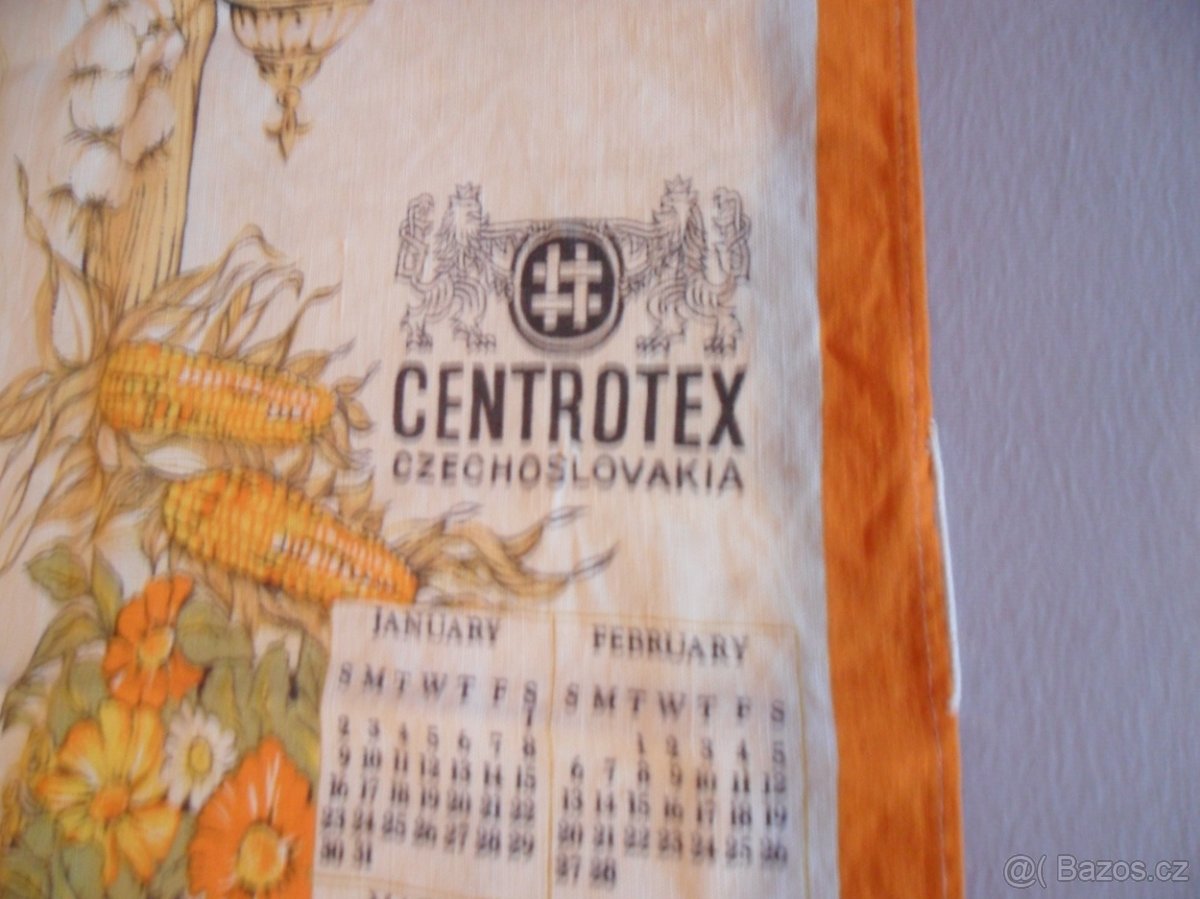 CENTROTEX
CZECHOSLOVAKIA
JANUARY
S M T W T F S
1
2 3 4 5 6 7 8
9 10 11 12 13 14 15
16 17 18 19 20 21 22
23 24 25 26 27 28 29
30 31
FEBRUARY
S M T W T F S
1 2 3 4 5
6 7 8 9 10 11 12
13 14 15 16 17 18 19
20 21 22 23 24 25 26
27 28
@( Bazos.cz